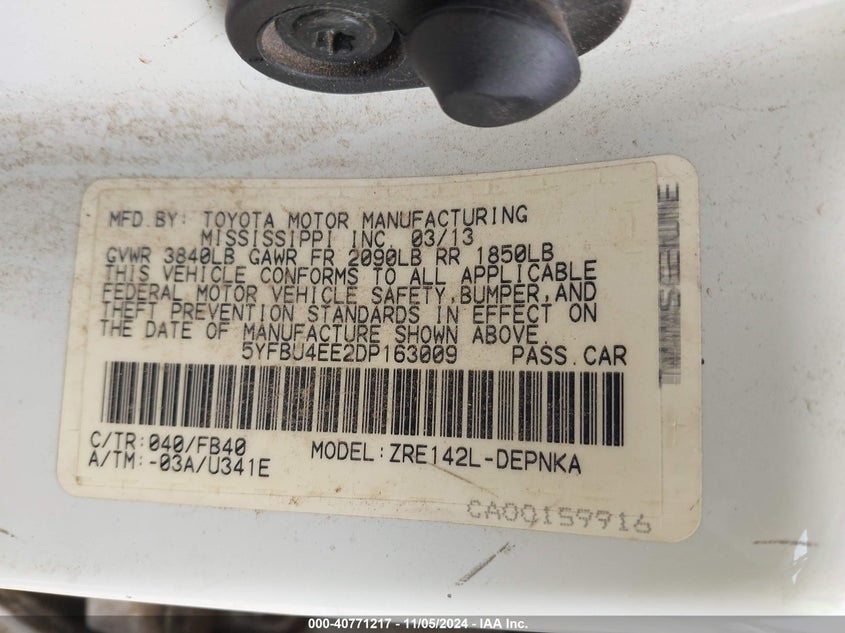 MFD.BY: TOYOTA MOTOR MANUFACTURING
MISSISSIPPI INC. 03/13
GVWR 3840LB GAWR FR 2090LB RR 1850LB
THIS VEHICLE CONFORMS TO ALL APPLICABLE
FEDERAL MOTOR VEHICLE SAFETY,BUMPER,AND
THEFT PREVENTION STANDARDS IN EFFECT ON
THE DATE OF MANUFACTURE SHOWN ABOVE.
5YFBU4EE2DP163009 PASS.CAR
C/TR:040/FB40
A/TM:-03A/U341E
MODEL:ZRE142L-DEPNKA
CA00159916
000-40771217 - 11/05/2024 - IAA Inc.